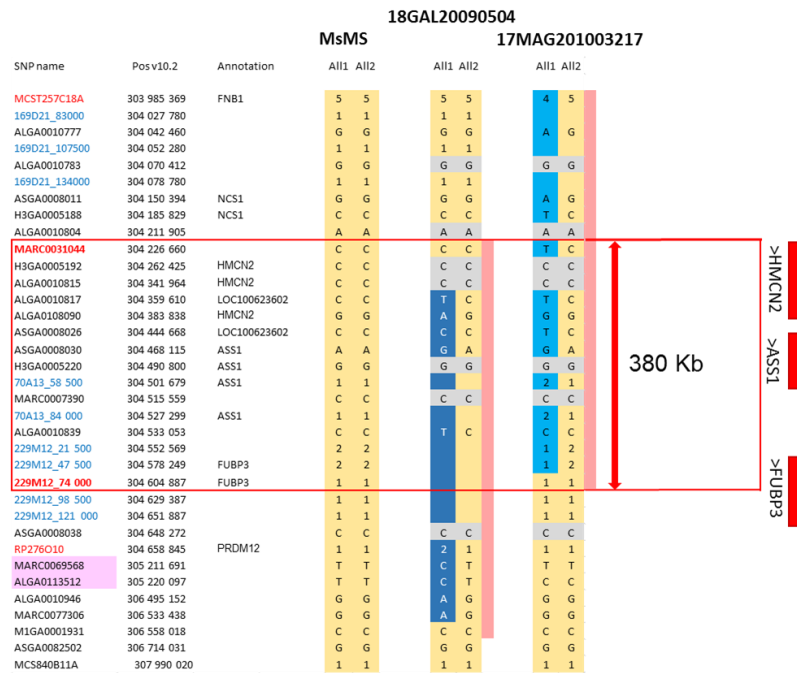 18GAL20090504
MsMS 17MAG201003217
SNP name Pos v10.2 Annotation All1 All2 All1 All2 All1 All2
MCST257C18A 303 985 369 FNB1 5 5 5 5 4 5
169D21_83000 304 027 780 1 1 1 1
ALGA0010777 304 042 460 G G G G A G
169D21_107500 304 052 280 1 1 1 1
ALGA0010783 304 070 412 G G G G G G
169D21_134000 304 078 780 1 1 1 1
ASGA0008011 304 150 394 NCS1 G G G G A G
H3GA0005188 304 185 829 NCS1 C C C C T C
ALGA0010804 304 211 905 A A A A A A
MARC0031044 304 226 660 C C C C T C
H3GA0005192 304 262 425 HMCN2 C C C C C C
ALGA0010815 304 341 964 HMCN2 C C C C C C
ALGA0010817 304 359 610 LOC100623602 C C T C T C
ALGA0108090 304 383 838 HMCN2 G G A G G G
ASGA0008026 304 444 668 LOC100623602 C C C C T C
ASGA0008030 304 468 115 ASS1 A A G A G A
H3GA0005220 304 490 800 ASS1 G G G G G G
70A13_58 500 304 501 679 ASS1 1 1 2 1
MARC0007390 304 515 559 C C C C C C
70A13_84 000 304 527 299 ASS1 1 1 2 1
ALGA0010839 304 533 053 C C T C C C
229M12_21 500 304 552 569 2 2 1 2
229M12_47 500 304 578 249 FUBP3 2 2 1 2
229M12_74 000 304 604 887 FUBP3 1 1 1 1
229M12_98 500 304 629 387 1 1 1 1
229M12_121 000 304 651 887 1 1 1 1
ASGA0008038 304 648 272 C C C C C C
RP276O10 304 658 845 PRDM12 1 1 2 1 1 1
MARC0069568 305 211 691 T T C T T T
ALGA0113512 305 220 097 T T C T C C
ALGA0010946 306 495 152 G G A G G G
MARC0077306 306 533 438 G G A G G G
M1GA0001931 306 558 018 C C C C C C
ASGA0082502 306 714 031 G G G G G G
MCS840B11A 307 990 020 1 1 1 1 1 1
380 Kb
>HMCN2
>ASS1
>FUBP3